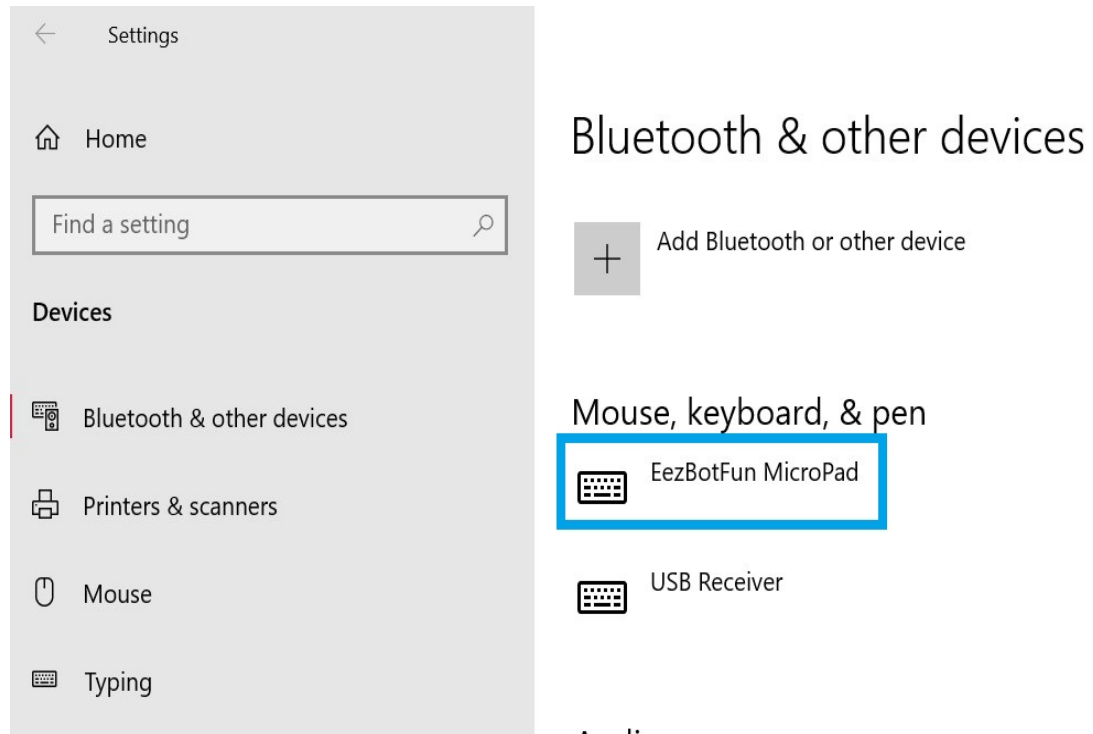 Settings
Home
Find a setting
Devices
Bluetooth & other devices
Printers & scanners
Mouse
Typing
Bluetooth & other devices
Add Bluetooth or other device
Mouse, keyboard, & pen
EezBotFun MicroPad
USB Receiver